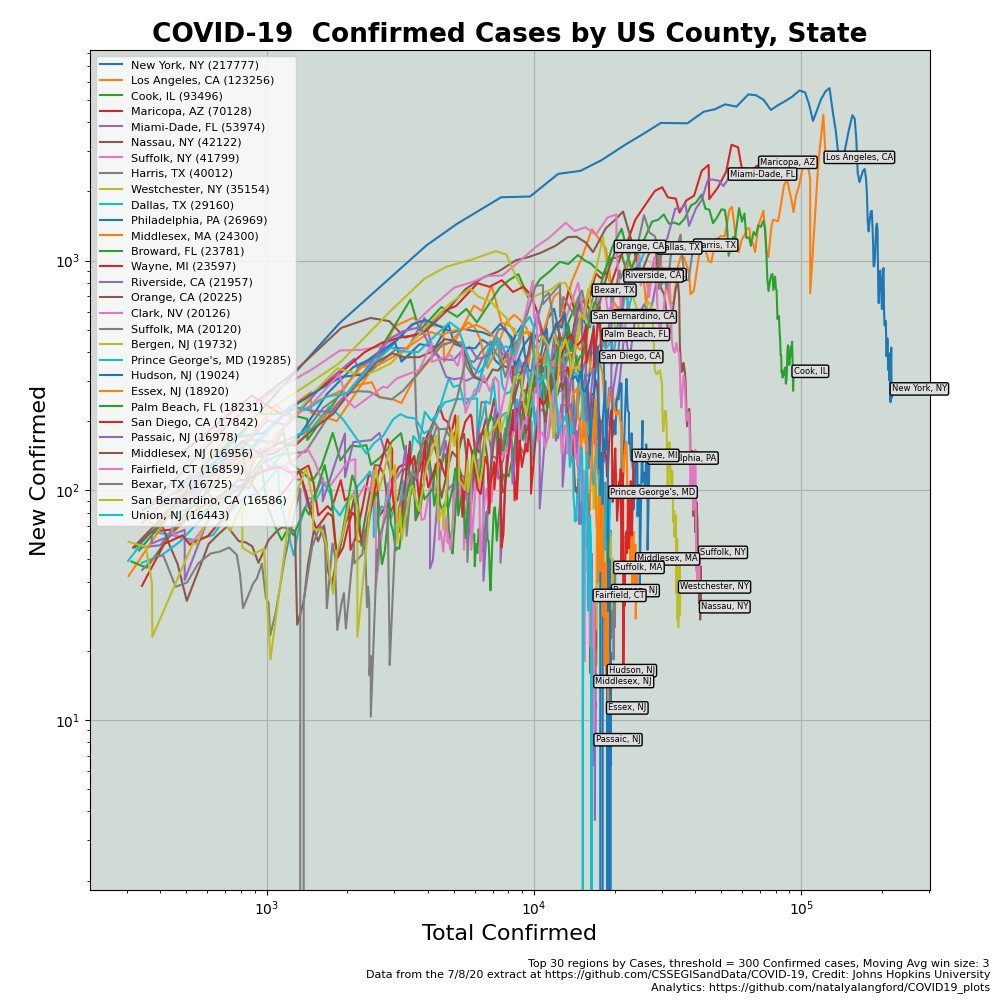 COVID-19  Confirmed Cases by US County, State
New York, NY (217777)
Los Angeles, CA (123256)
Cook, IL (93496)
Maricopa, AZ (70128)
Miami-Dade, FL (53974)
Nassau, NY (42122)
Suffolk, NY (41799)
Harris, TX (40012)
Westchester, NY (35154)
Dallas, TX (29160)
Philadelphia, PA (26969)
Middlesex, MA (24300)
Broward, FL (23781)
Wayne, MI (23597)
Riverside, CA (21957)
Orange, CA (20225)
Clark, NV (20126)
Suffolk, MA (20120)
Bergen, NJ (19732)
Prince George's, MD (19285)
Hudson, NJ (19024)
Essex, NJ (18920)
Palm Beach, FL (18231)
San Diego, CA (17842)
Passaic, NJ (16978)
Middlesex, NJ (16956)
Fairfield, CT (16859)
Bexar, TX (16725)
San Bernardino, CA (16586)
Union, NJ (16443)
Los Angeles, CA
Maricopa, AZ
Miami-Dade, FL
Orange, CA
allas, TX
arris, TX
Riverside, CA
Bexar, TX
San Bernardino, CA
Palm Beach, FL
San Diego, CA
Cook, IL
New York, NY
Wayne, MI
lphia, PA
Prince George's, MD
Suffolk, NY
Middlesex, MA
Suffolk, MA
Westchester, NY
NJ
Fairfield, CT
Nassau, NY
Hudson, NJ
Middlesex, NJ
Essex, NJ
Passaic, NJ
New Confirmed
10³
10²
10¹
10³
10⁴
10⁵
Total Confirmed
Top 30 regions by Cases, threshold = 300 Confirmed cases, Moving Avg win size: 3
Data from the 7/8/20 extract at https://github.com/CSSEGISandData/COVID-19, Credit: Johns Hopkins University
Analytics: https://github.com/natalyalangford/COVID19_plots